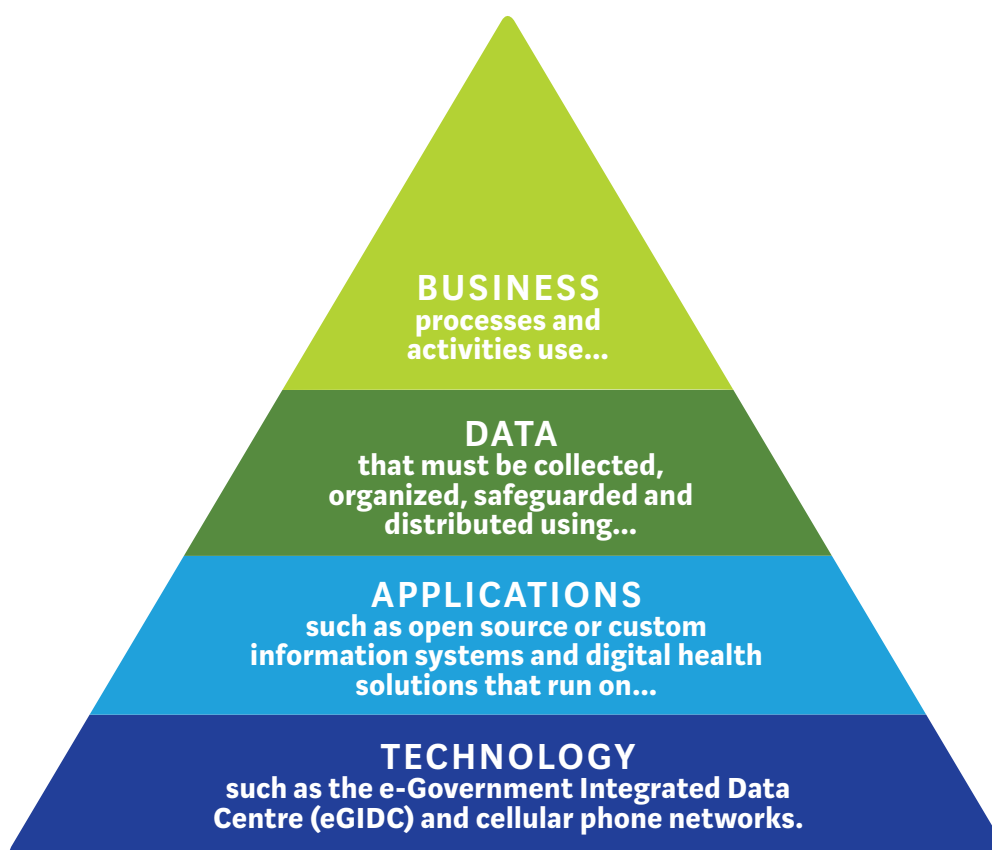 BUSINESS
processes and
activities use...
DATA
that must be collected,
organized, safeguarded and
distributed using...
APPLICATIONS
such as open source or custom
information systems and digital health
solutions that run on...
TECHNOLOGY
such as the e-Government Integrated Data
Centre (eGIDC) and cellular phone networks.